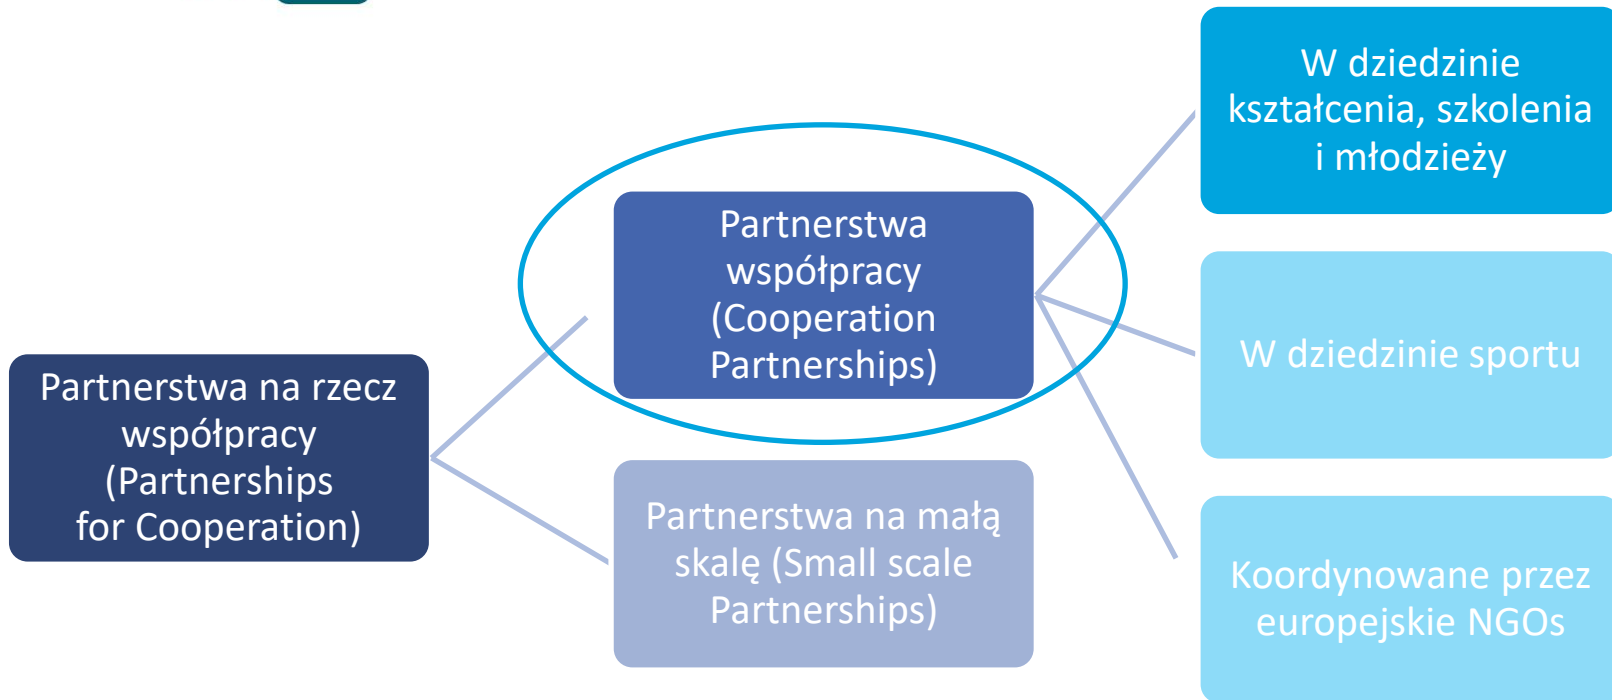 Partnerstwa na rzecz
współpracy
(Partnerships
for Cooperation)
Partnerstwa
współpracy
(Cooperation
Partnerships)
Partnerstwa na małą
skalę (Small scale
Partnerships)
W dziedzinie
kształcenia, szkolenia
i młodzieży
W dziedzinie sportu
Koordynowane przez
europejskie NGOs